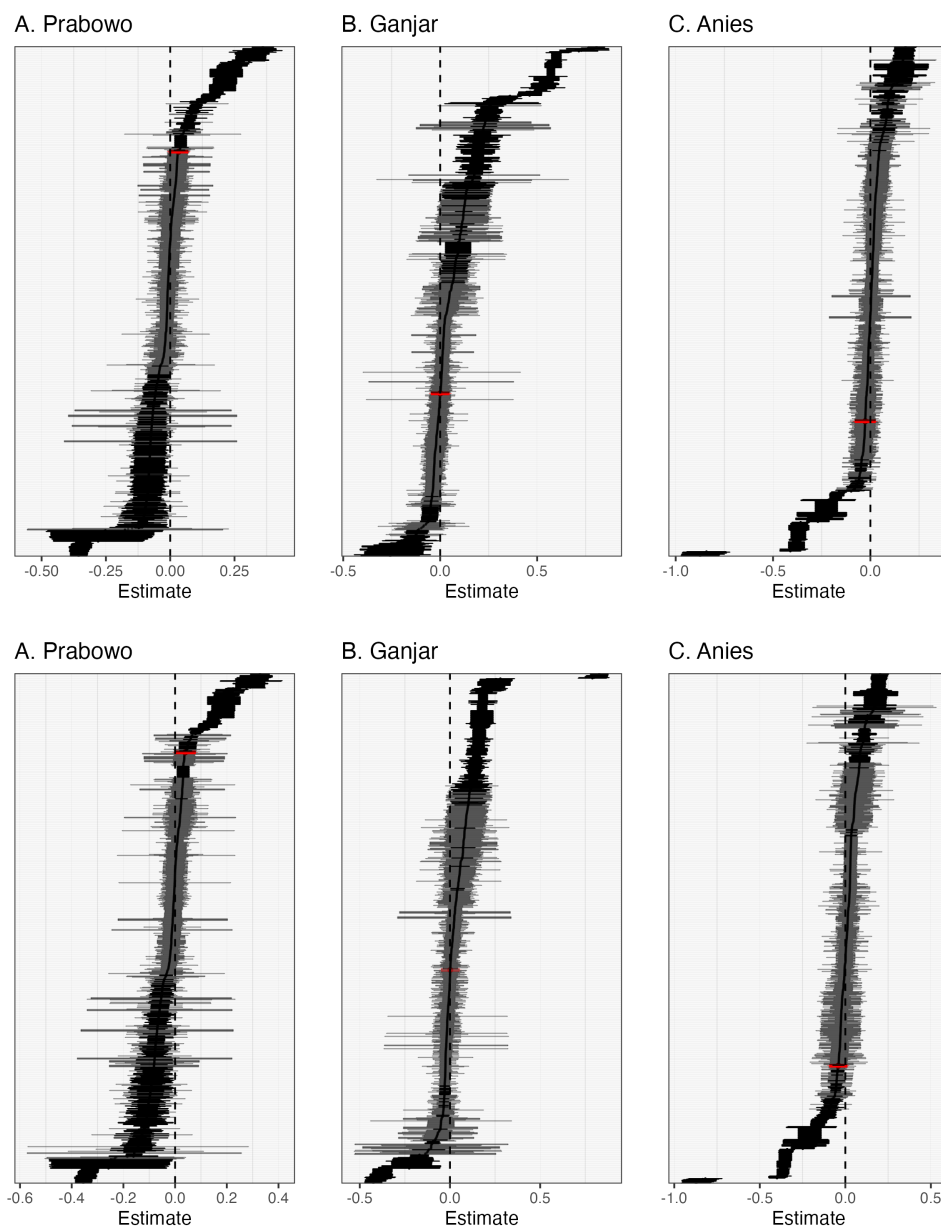 A. Prabowo
B. Ganjar
C. Anies
-0.50 -0.25 0.00 0.25
-0.5 0.0 0.5
-1.0 -0.5 0.0
Estimate
Estimate
Estimate
A. Prabowo
B. Ganjar
C. Anies
-0.6 -0.4 -0.2 0.0 0.2 0.4
-0.5 0.0 0.5
-1.0 -0.5 0.0 0.5
Estimate
Estimate
Estimate